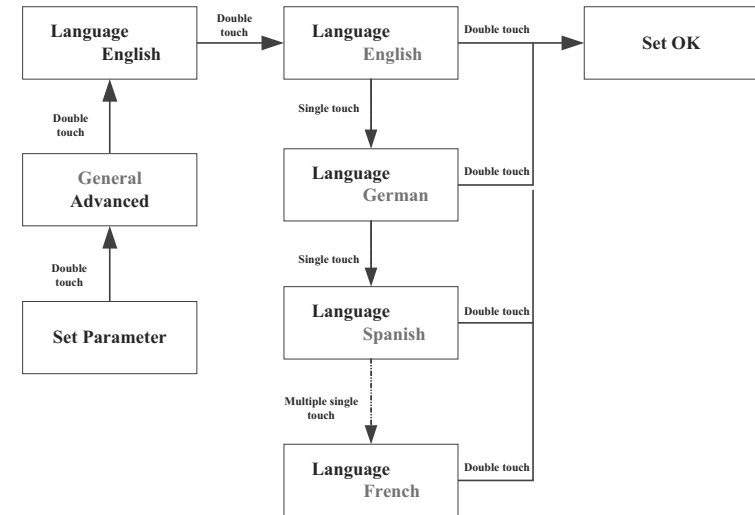 Language
English
Double
touch
Language
English
Double touch
Set OK
Double
touch
Single touch
General
Advanced
Language
German
Double touch
Double
touch
Single touch
Set Parameter
Language
Spanish
Double touch
Multiple single
touch
Language
French
Double touch